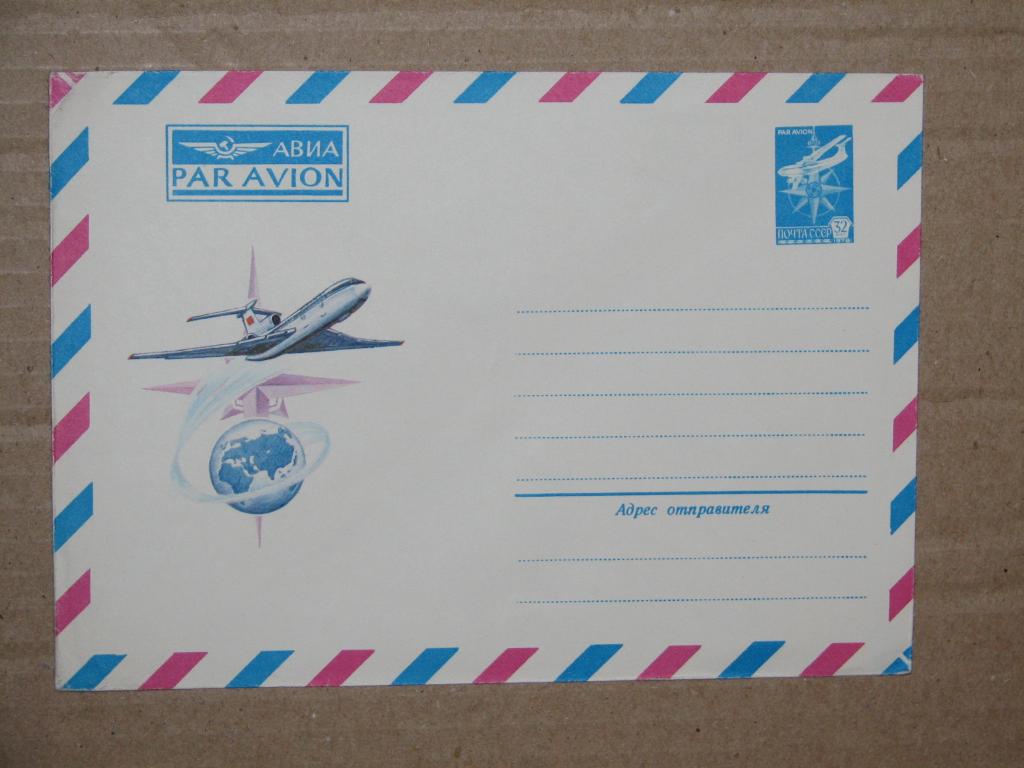 АВИА
PAR AVION
PAR AVION
ПОЧТА СССР 32
Адрес отправителя